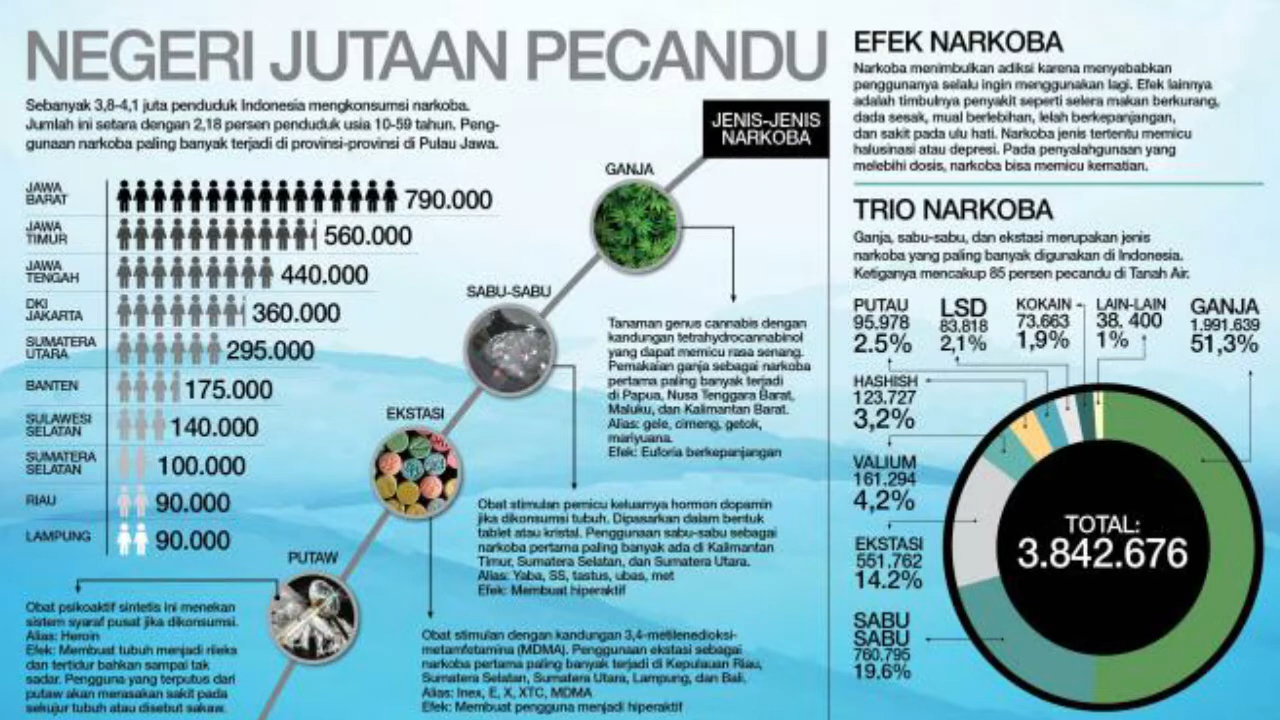 NEGERI JUTAAN PECANDU
Sebanyak 3,8-4,1 juta penduduk Indonesia mengkonsumsi narkoba.
Jumlah ini setara dengan 2,18 persen penduduk usia 10-59 tahun. Peng-
gunaan narkoba paling banyak terjadi di provinsi-provinsi di Pulau Jawa.
JAWA
BARAT
790.000
JAWA
TIMUR
560.000
JAWA
TENGAH
440.000
DKI
JAKARTA
360.000
SUMATERA
UTARA
295.000
BANTEN
175.000
SULAWESI
SELATAN
140.000
SUMATERA
SELATAN
100.000
RIAU
90.000
LAMPUNG
90.000
JENIS-JENIS
NARKOBA
GANJA
Tanaman genus cannabis dengan
kandungan tetrahydrocannabinol
yang dapat memicu rasa senang.
Pemakaian ganja sebagai narkoba
pertama paling banyak terjadi
di Papua, Nusa Tenggara Barat,
Maluku, dan Kalimantan Barat.
Alias: gele, cimeng, getok,
mariyuana.
Efek: Euforia berkepanjangan
SABU-SABU
Obat stimulan pemicu keluarnya hormon dopamin
jika dikonsumsi tubuh. Dipasarkan dalam bentuk
tablet atau kristal. Penggunaan sabu-sabu sebagai
narkoba pertama paling banyak ada di Kalimantan
Timur, Sumatera Selatan, dan Sumatera Utara.
Alias: Yaba, SS, tastus, ubas, met
Efek: Membuat hiperaktif
EKSTASI
Obat stimulan dengan kandungan 3,4-metilenedioksi-
metamfetamina (MDMA). Penggunaan ekstasi sebagai
narkoba pertama paling banyak terjadi di Kepulauan Riau,
Sumatera Selatan, Sumatera Utara, Lampung, dan Bali.
Alias: Inex, E, X, XTC, MDMA
Efek: Membuat pengguna menjadi hiperaktif
PUTAW
Obat psikoaktif sintetis ini menekan
sistem syaraf pusat jika dikonsumsi.
Alias: Heroin
Efek: Membuat tubuh menjadi rileks
dan tertidur bahkan sampai tak
sadar. Pengguna yang terputus dari
putaw akan merasakan sakit pada
sekujur tubuh atau disebut sakaw.
EFEK NARKOBA
Narkoba menimbulkan adiksi karena menyebabkan
penggunanya selalu ingin menggunakan lagi. Efek lainnya
adalah timbulnya penyakit seperti selera makan berkurang,
dada sesak, mual berlebihan, lelah berkepanjangan,
dan sakit pada ulu hati. Narkoba jenis tertentu memicu
halusinasi atau depresi. Pada penyalahgunaan yang
melebihi dosis, narkoba bisa memicu kematian.
TRIO NARKOBA
Ganja, sabu-sabu, dan ekstasi merupakan jenis
narkoba yang paling banyak digunakan di Indonesia.
Ketiganya mencakup 85 persen pecandu di Tanah Air.
PUTAU
95.978
2.5%
LSD
83.818
2,1%
KOKAIN
73.663
1,9%
LAIN-LAIN
38. 400
1%
GANJA
1.991.639
51,3%
HASHISH
123.727
3,2%
VALIUM
161.294
4,2%
EKSTASI
551.762
14.2%
SABU
SABU
760.795
19.6%
TOTAL:
3.842.676